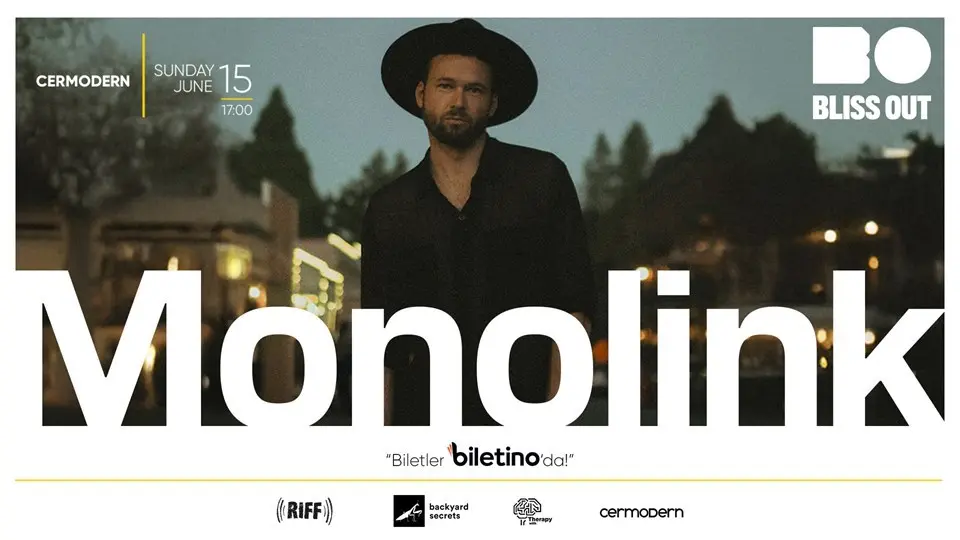 CERMODERN
SUNDAY
JUNE
15
17:00
BO
BLISS OUT
Monolink
“Biletler biletino‘da!”
RiFF
backyard
secrets
Therapy
cermodern